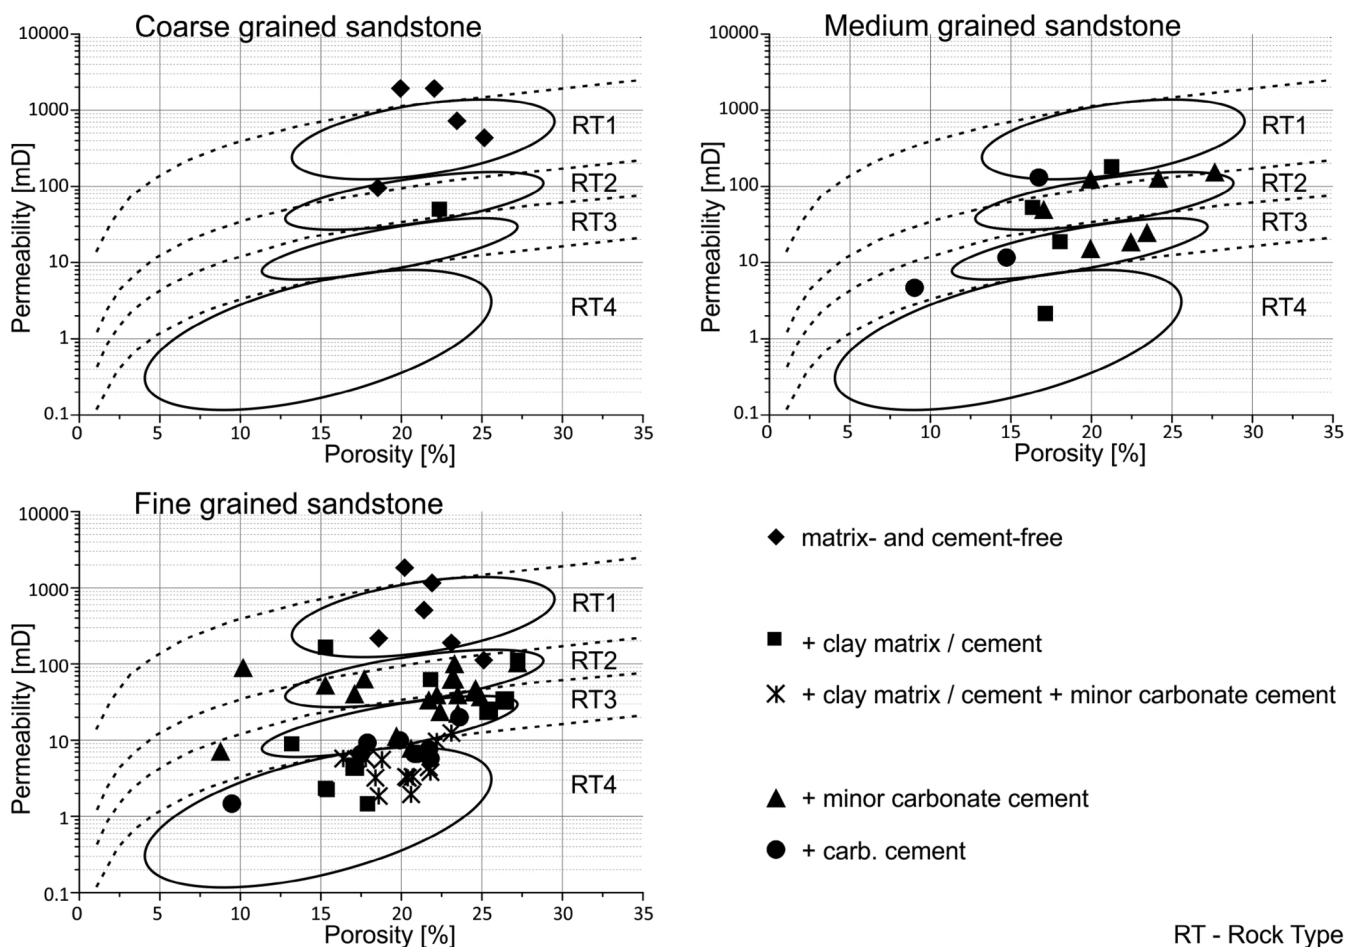 Coarse grained sandstone
10000
1000
100
10
1
0.1
Permeability [mD]
RT1
RT2
RT3
RT4
0 5 10 15 20 25 30 35
Porosity [%]
Medium grained sandstone
10000
1000
100
10
1
0.1
Permeability [mD]
RT1
RT2
RT3
RT4
0 5 10 15 20 25 30 35
Porosity [%]
Fine grained sandstone
10000
1000
100
10
1
0.1
Permeability [mD]
RT1
RT2
RT3
RT4
0 5 10 15 20 25 30 35
Porosity [%]
matrix- and cement-free
+ clay matrix / cement
+ clay matrix / cement + minor carbonate cement
+ minor carbonate cement
+ carb. cement
RT - Rock Type